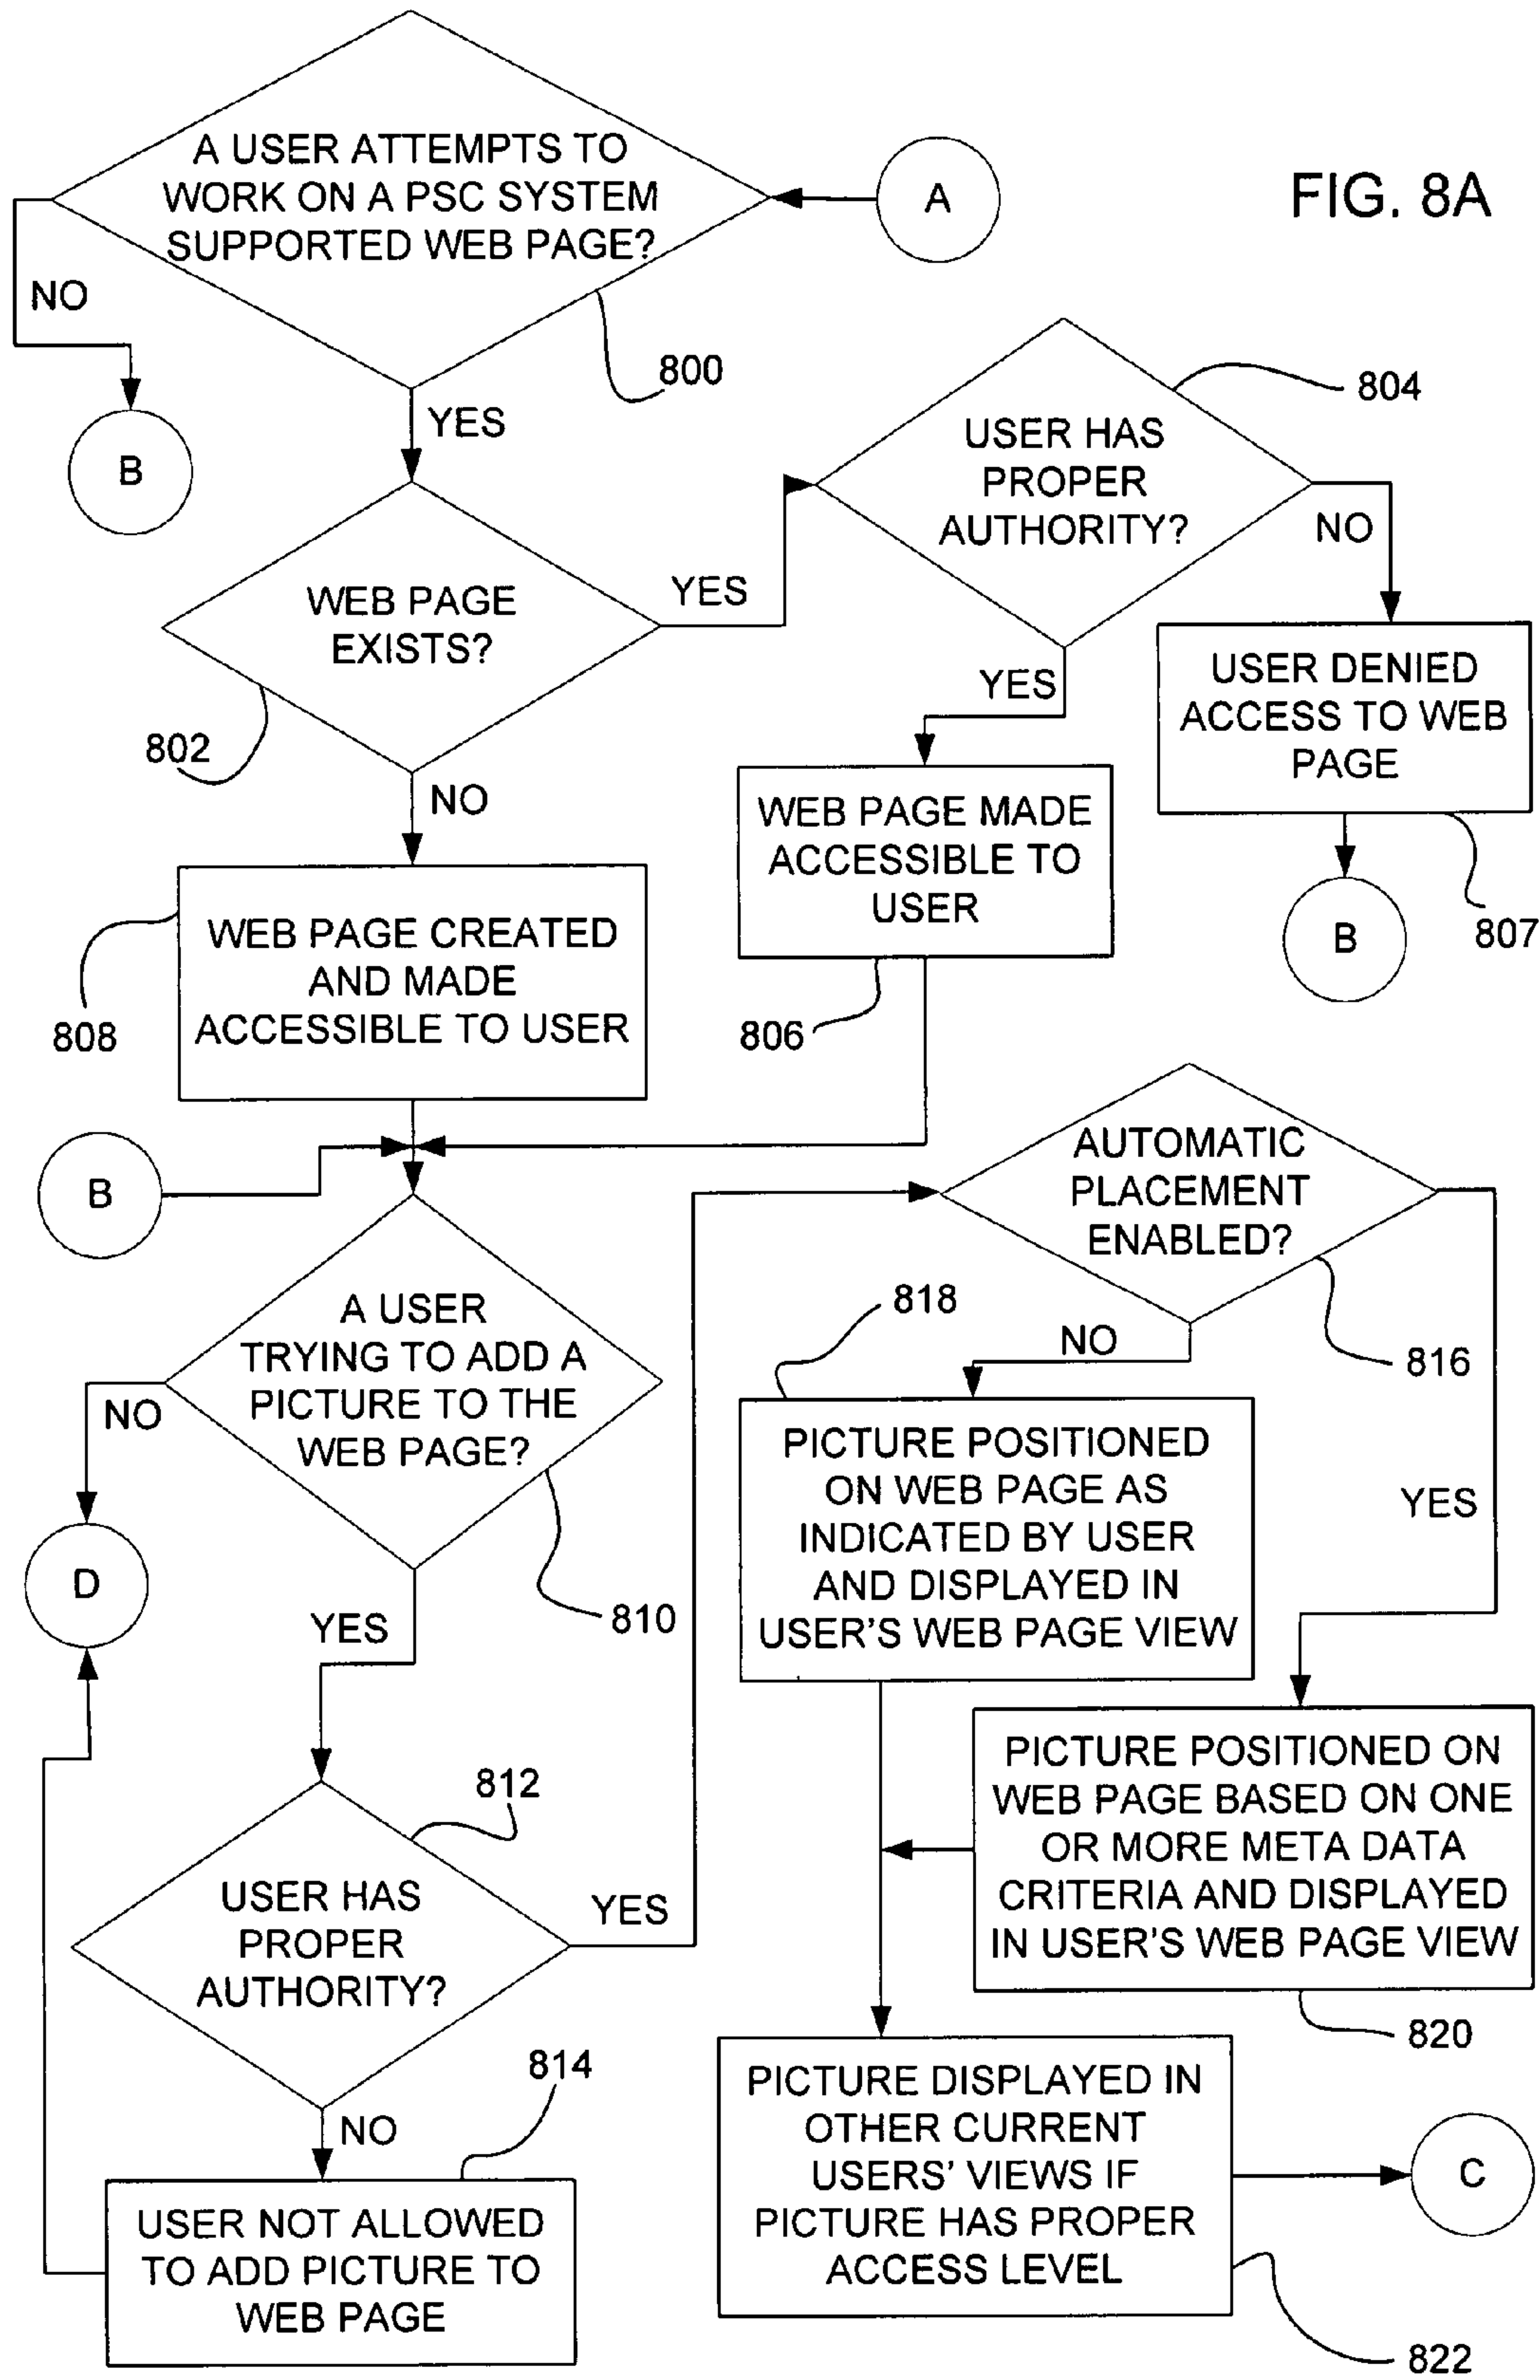 FIG. 8A
A USER ATTEMPTS TO
WORK ON A PSC SYSTEM
SUPPORTED WEB PAGE?
A
NO
800
YES
B
804
USER HAS
PROPER
AUTHORITY?
NO
WEB PAGE
EXISTS?
YES
802
YES
USER DENIED
ACCESS TO WEB
PAGE
NO
WEB PAGE MADE
ACCESSIBLE TO
USER
B
807
WEB PAGE CREATED
AND MADE
ACCESSIBLE TO USER
808
806
B
AUTOMATIC
PLACEMENT
ENABLED?
A USER
TRYING TO ADD A
PICTURE TO THE
WEB PAGE?
818
NO
816
NO
PICTURE POSITIONED
ON WEB PAGE AS
INDICATED BY USER
AND DISPLAYED IN
USER'S WEB PAGE VIEW
YES
D
810
YES
PICTURE POSITIONED ON
WEB PAGE BASED ON ONE
OR MORE META DATA
CRITERIA AND DISPLAYED
IN USER'S WEB PAGE VIEW
812
USER HAS
PROPER
AUTHORITY?
YES
820
814
NO
PICTURE DISPLAYED IN
OTHER CURRENT
USERS' VIEWS IF
PICTURE HAS PROPER
ACCESS LEVEL
C
USER NOT ALLOWED
TO ADD PICTURE TO
WEB PAGE
822